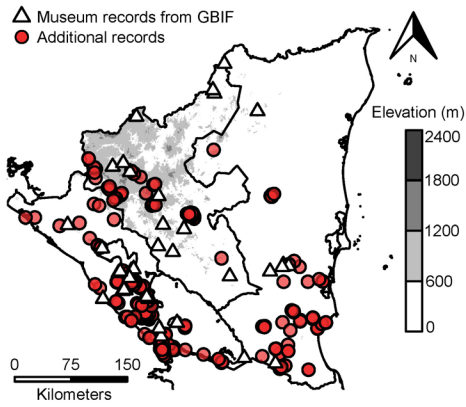 Museum records from GBIF
Additional records
N
Elevation (m)
2400
1800
1200
600
0
0 75 150
Kilometers